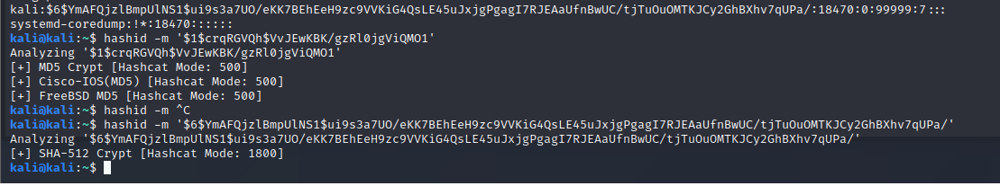 kali:$6$YmAFQjzlBmpUlNS1$ui9s3a7UO/eKK7BEhEeH9zc9VVKiG4QsLE45uJxjgPgagI7RJEAaUfnBwUC/tjTuOuOMTKJCy2GhBXhv7qUPa/:18470:0:99999:7:::
systemd-coredump:!*:18470::::::
kali@kali:~$ hashid -m '$1$crqRGVQh$VvJEwKBK/gzRl0jgViQMO1'
Analyzing '$1$crqRGVQh$VvJEwKBK/gzRl0jgViQMO1'
[+] MD5 Crypt [Hashcat Mode: 500]
[+] Cisco-IOS(MD5) [Hashcat Mode: 500]
[+] FreeBSD MD5 [Hashcat Mode: 500]
kali@kali:~$ hashid -m ^C
kali@kali:~$ hashid -m '$6$YmAFQjzlBmpUlNS1$ui9s3a7UO/eKK7BEhEeH9zc9VVKiG4QsLE45uJxjgPgagI7RJEAaUfnBwUC/tjTuOuOMTKJCy2GhBXhv7qUPa/'
Analyzing '$6$YmAFQjzlBmpUlNS1$ui9s3a7UO/eKK7BEhEeH9zc9VVKiG4QsLE45uJxjgPgagI7RJEAaUfnBwUC/tjTuOuOMTKJCy2GhBXhv7qUPa/'
[+] SHA-512 Crypt [Hashcat Mode: 1800]
kali@kali:~$